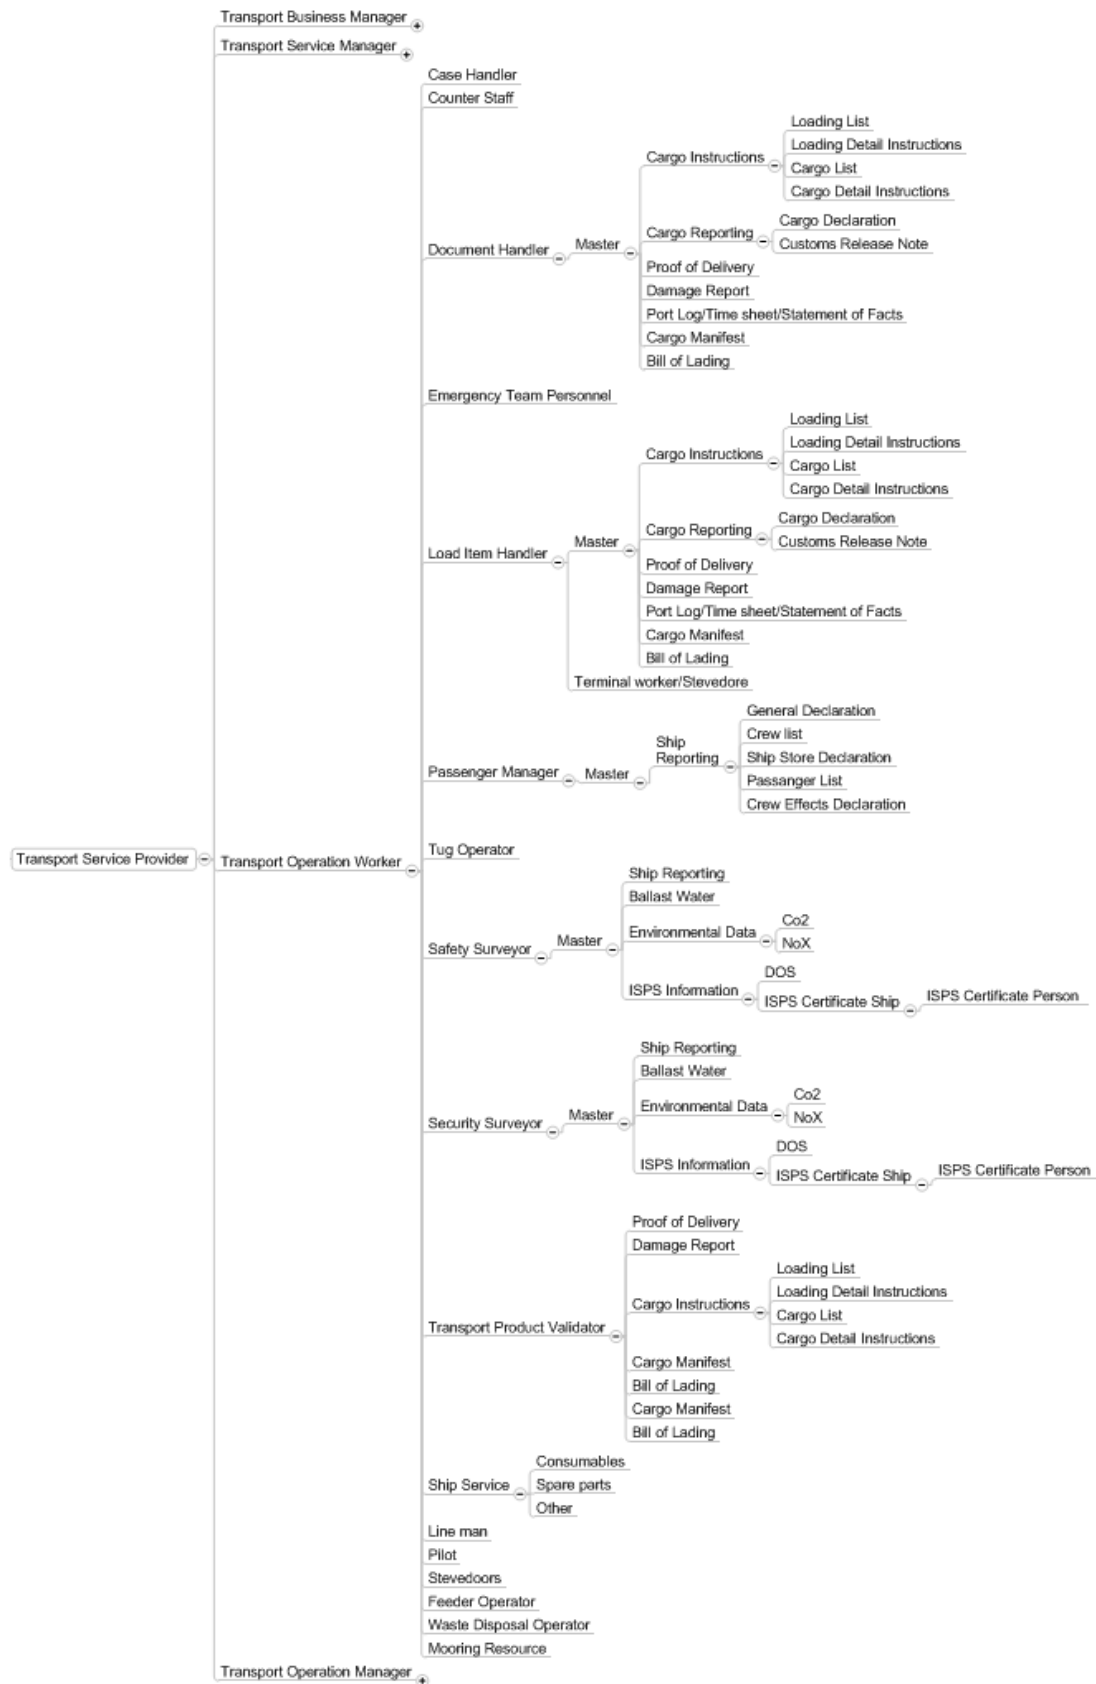 Transport Business Manager
Transport Service Manager
Case Handler
Counter Staff
Loading List
Loading Detail Instructions
Cargo Instructions
Cargo List
Cargo Detail Instructions
Cargo Declaration
Cargo Reporting
Customs Release Note
Document Handler
Master
Proof of Delivery
Damage Report
Port Log/Time sheet/Statement of Facts
Cargo Manifest
Bill of Lading
Emergency Team Personnel
Loading List
Loading Detail Instructions
Cargo Instructions
Cargo List
Cargo Detail Instructions
Cargo Declaration
Cargo Reporting
Customs Release Note
Load Item Handler
Master
Proof of Delivery
Damage Report
Port Log/Time sheet/Statement of Facts
Cargo Manifest
Bill of Lading
Terminal worker/Stevedore
General Declaration
Crew list
Ship
Reporting
Ship Store Declaration
Passenger Manager
Master
Passanger List
Crew Effects Declaration
Tug Operator
Transport Service Provider
Transport Operation Worker
Ship Reporting
Ballast Water
Co2
Environmental Data
NoX
Safety Surveyor
Master
DOS
ISPS Information
ISPS Certificate Ship
ISPS Certificate Person
Ship Reporting
Ballast Water
Co2
Environmental Data
NoX
Security Surveyor
Master
DOS
ISPS Information
ISPS Certificate Ship
ISPS Certificate Person
Proof of Delivery
Damage Report
Loading List
Loading Detail Instructions
Cargo Instructions
Cargo List
Cargo Detail Instructions
Transport Product Validator
Cargo Manifest
Bill of Lading
Cargo Manifest
Bill of Lading
Consumables
Ship Service
Spare parts
Other
Line man
Pilot
Stevedoors
Feeder Operator
Waste Disposal Operator
Mooring Resource
Transport Operation Manager